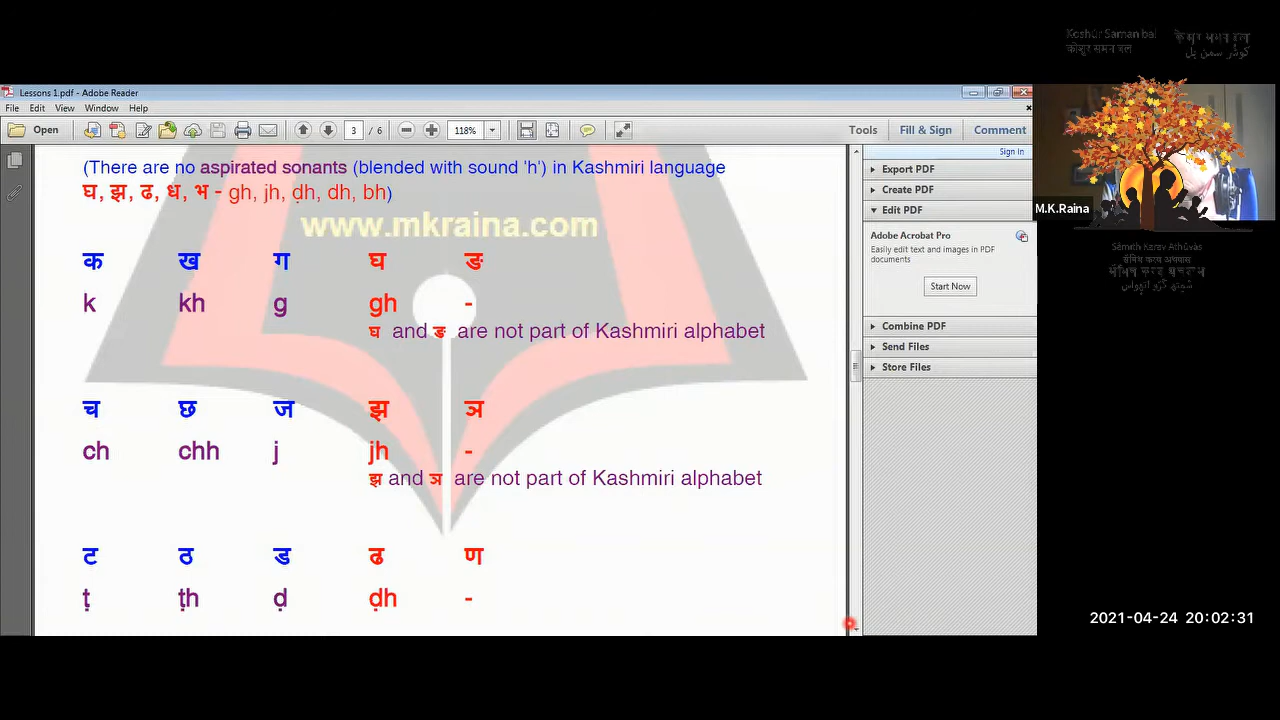 Koshûr Saman bal
कॊशुर समन बल
کوٚشُر سمن بل
Lessons 1.pdf - Adobe Reader
File Edit View Window Help
Open 3 / 6 118% Tools Fill & Sign Comment
Sign In
Export PDF
Create PDF
Edit PDF
Adobe Acrobat Pro
Easily edit text and images in PDF
documents
Start Now
Combine PDF
Send Files
Store Files
(There are no aspirated sonants (blended with sound 'h') in Kashmiri language
घ, झ, ढ, ध, भ - gh, jh, ḍh, dh, bh)
www.mkraina.com
क ख ग घ ङ
k kh g gh -
घ and ङ are not part of Kashmiri alphabet
च छ ज झ ञ
ch chh j jh -
झ and ञ are not part of Kashmiri alphabet
ट ठ ड ढ ण
ṭ ṭh ḍ ḍh -
M.K.Raina
2021-04-24 20:02:31